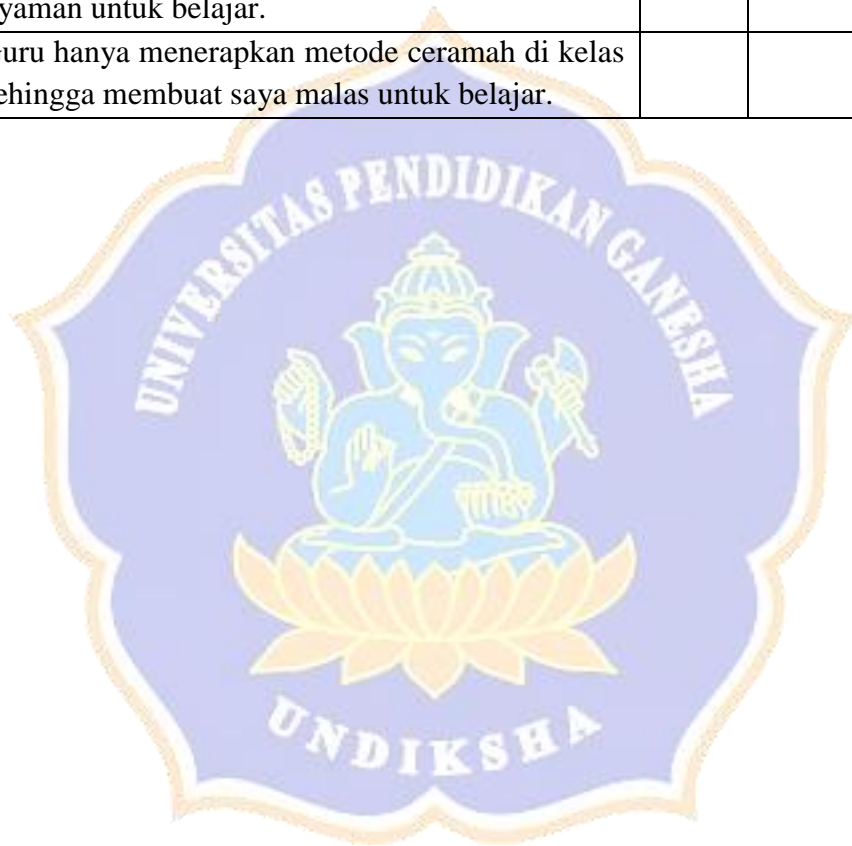 yaman untuk belajar.
uru hanya menerapkan metode ceramah di kelas
ehingga membuat saya malas untuk belajar.
UNIVERSITAS PENDIDIKAN GANESHA
UNDIKSHA